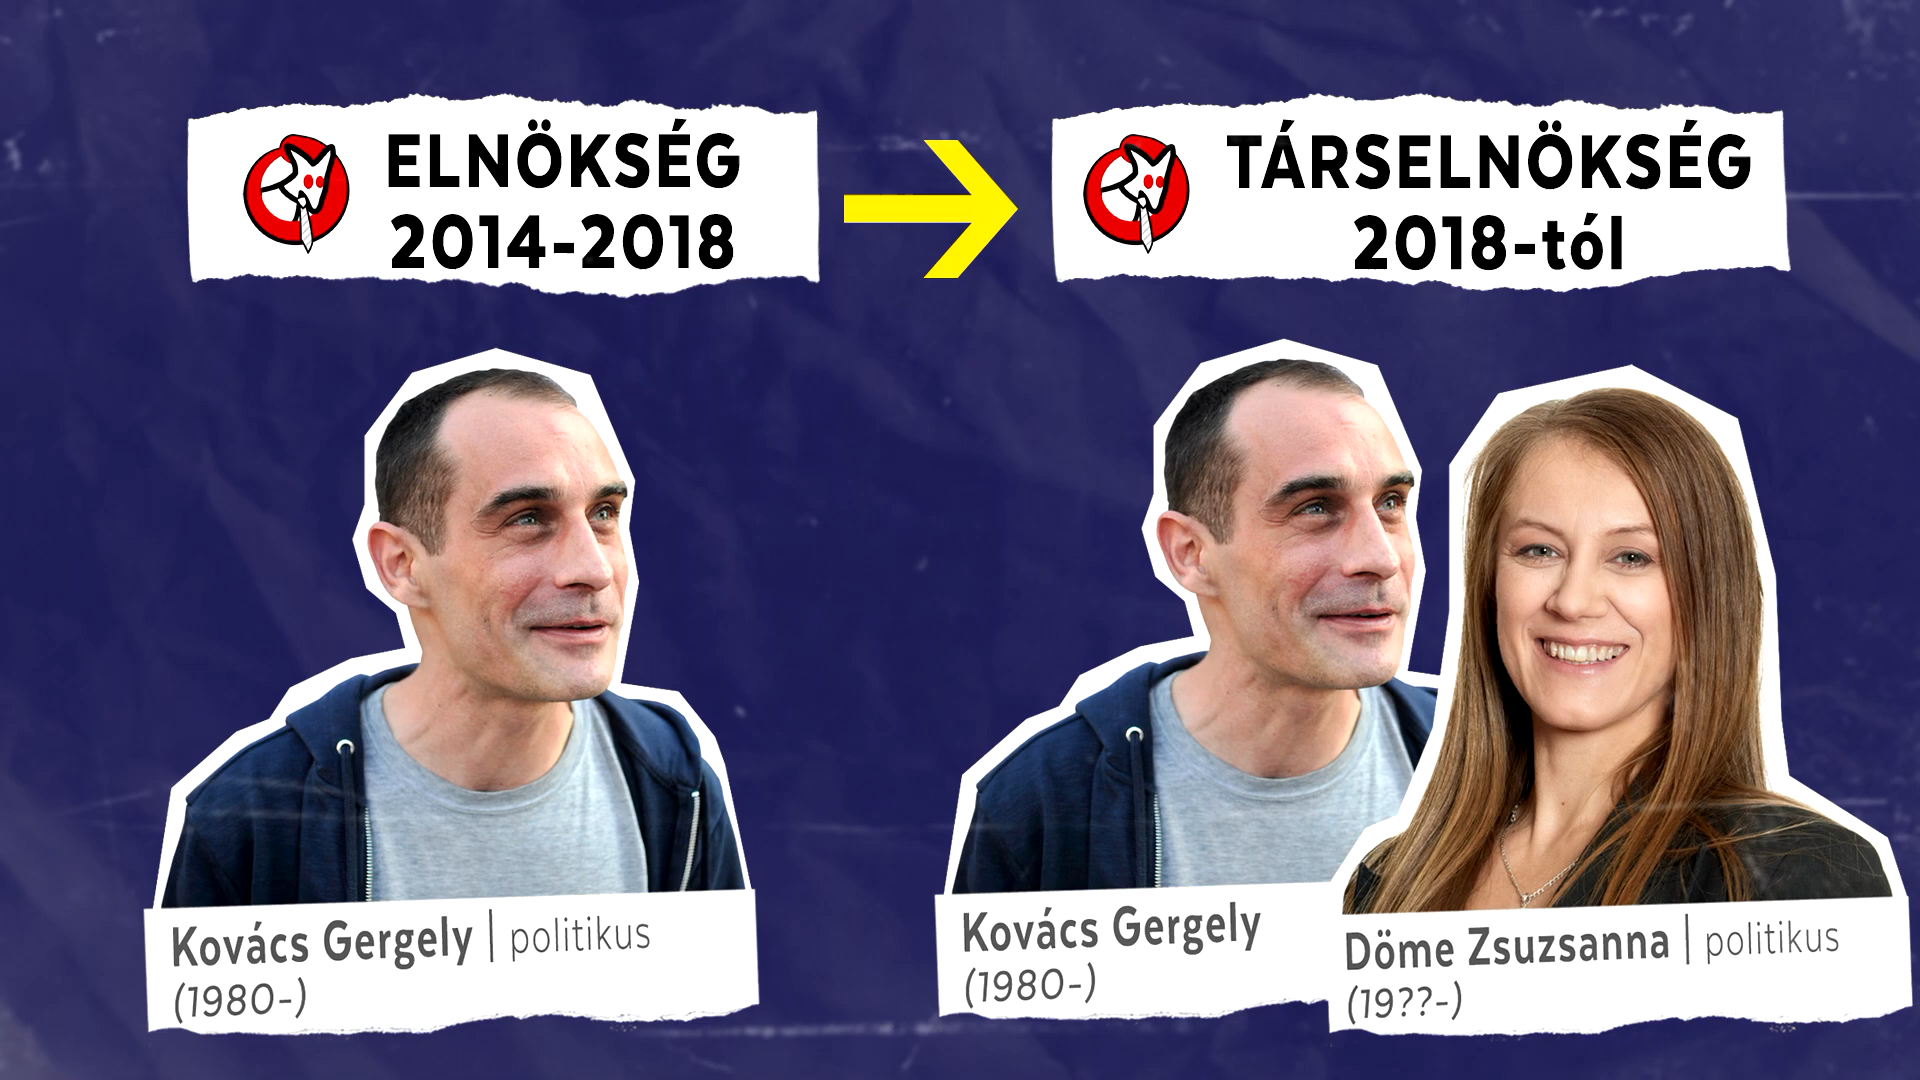 ELNÖKSÉG
2014-2018
TÁRSELNÖKSÉG
2018-tól
Kovács Gergely | politikus
(1980-)
Kovács Gergely
(1980-)
Döme Zsuzsanna | politikus
(19??-)